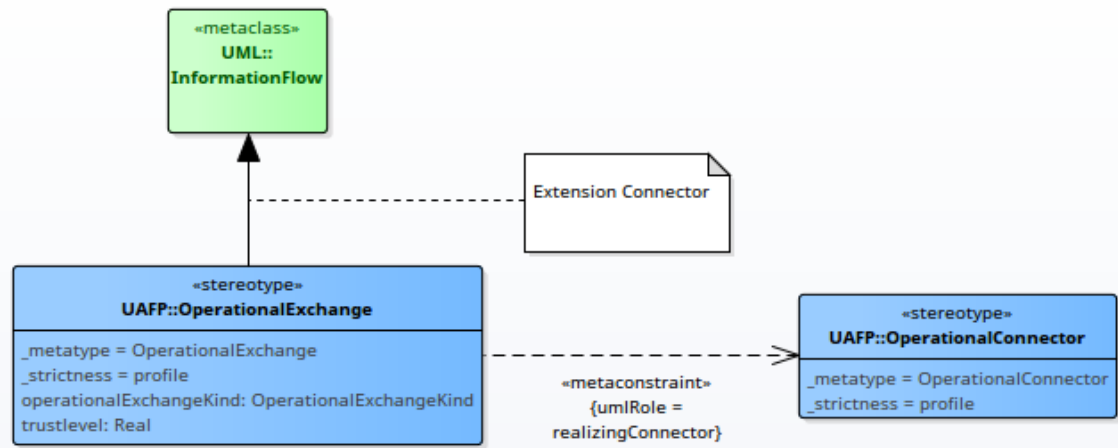 «metaclass»
UML::
InformationFlow
Extension Connector
«stereotype»
UAFP::OperationalExchange
_metatype = OperationalExchange
_strictness = profile
operationalExchangeKind: OperationalExchangeKind
trustlevel: Real
«metaconstraint»
{umlRole =
realizingConnector}
«stereotype»
UAFP::OperationalConnector
_metatype = OperationalConnector
_strictness = profile